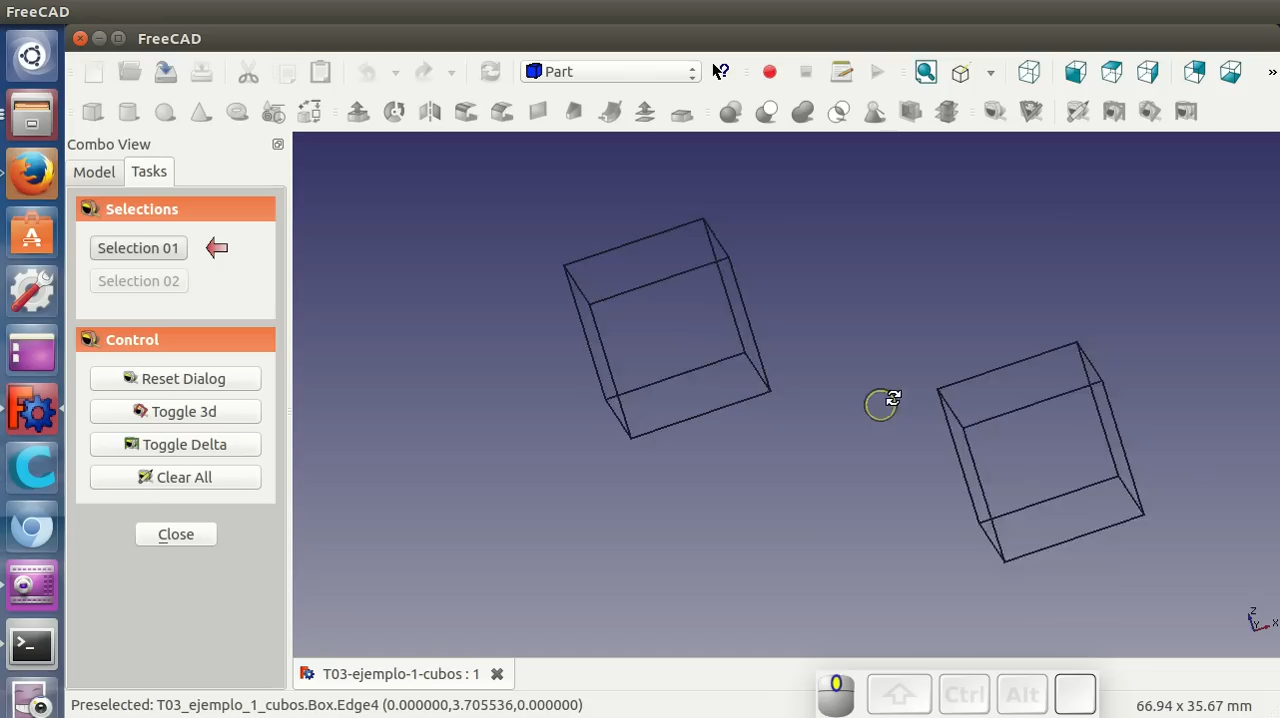 FreeCAD
FreeCAD
Part
Combo View
Model
Tasks
Selections
Selection 01
Selection 02
Control
Reset Dialog
Toggle 3d
Toggle Delta
Clear All
Close
Z
Y X
T03-ejemplo-1-cubos : 1
Preselected: T03_ejemplo_1_cubos.Box.Edge4 (0.000000,3.705536,0.000000)
Ctrl
Alt
66.94 x 35.67 mm